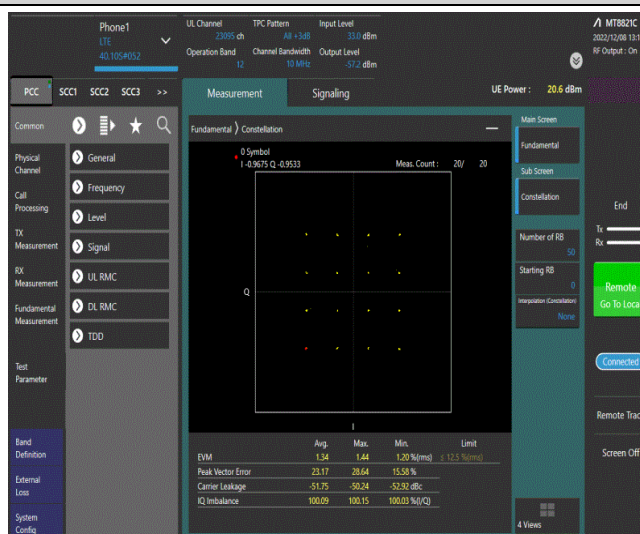 Phone1
LTE
40.105#052
UL Channel
23095 ch
TPC Pattern
All +3dB
Input Level
33.0 dBm
Operation Band
12
Channel Bandwidth
10 MHz
Output Level
-57.2 dBm
MT8821C
2022/12/08 13:1
RF Output : On
PCC
SCC1
SCC2
SCC3
>>
Measurement
Signaling
UE Power : 20.6 dBm
Common
Physical
Channel
Call
Processing
TX
Measurement
RX
Measurement
Fundamental
Measurement
Test
Parameter
Band
Definition
External
Loss
System
Config
General
Frequency
Level
Signal
UL RMC
DL RMC
TDD
Fundamental 〉 Constellation
0 Symbol
I -0.9675 Q -0.9533
Meas. Count : 20/ 20
Q
I
Avg. Max. Min. Limit
EVM 1.34 1.44 1.20 %(rms) ≤ 12.5 %(rms)
Peak Vector Error 23.17 28.64 15.58 %
Carrier Leakage -51.75 -50.24 -52.92 dBc
IQ Imbalance 100.09 100.15 100.03 %(I/Q)
Main Screen
Fundamental
Sub Screen
Constellation
Number of RB
50
Starting RB
0
Interpolation (Constellation)
None
4 Views
End
Tx
Rx
Remote
Go To Loca
Connected
Remote Trac
Screen Off